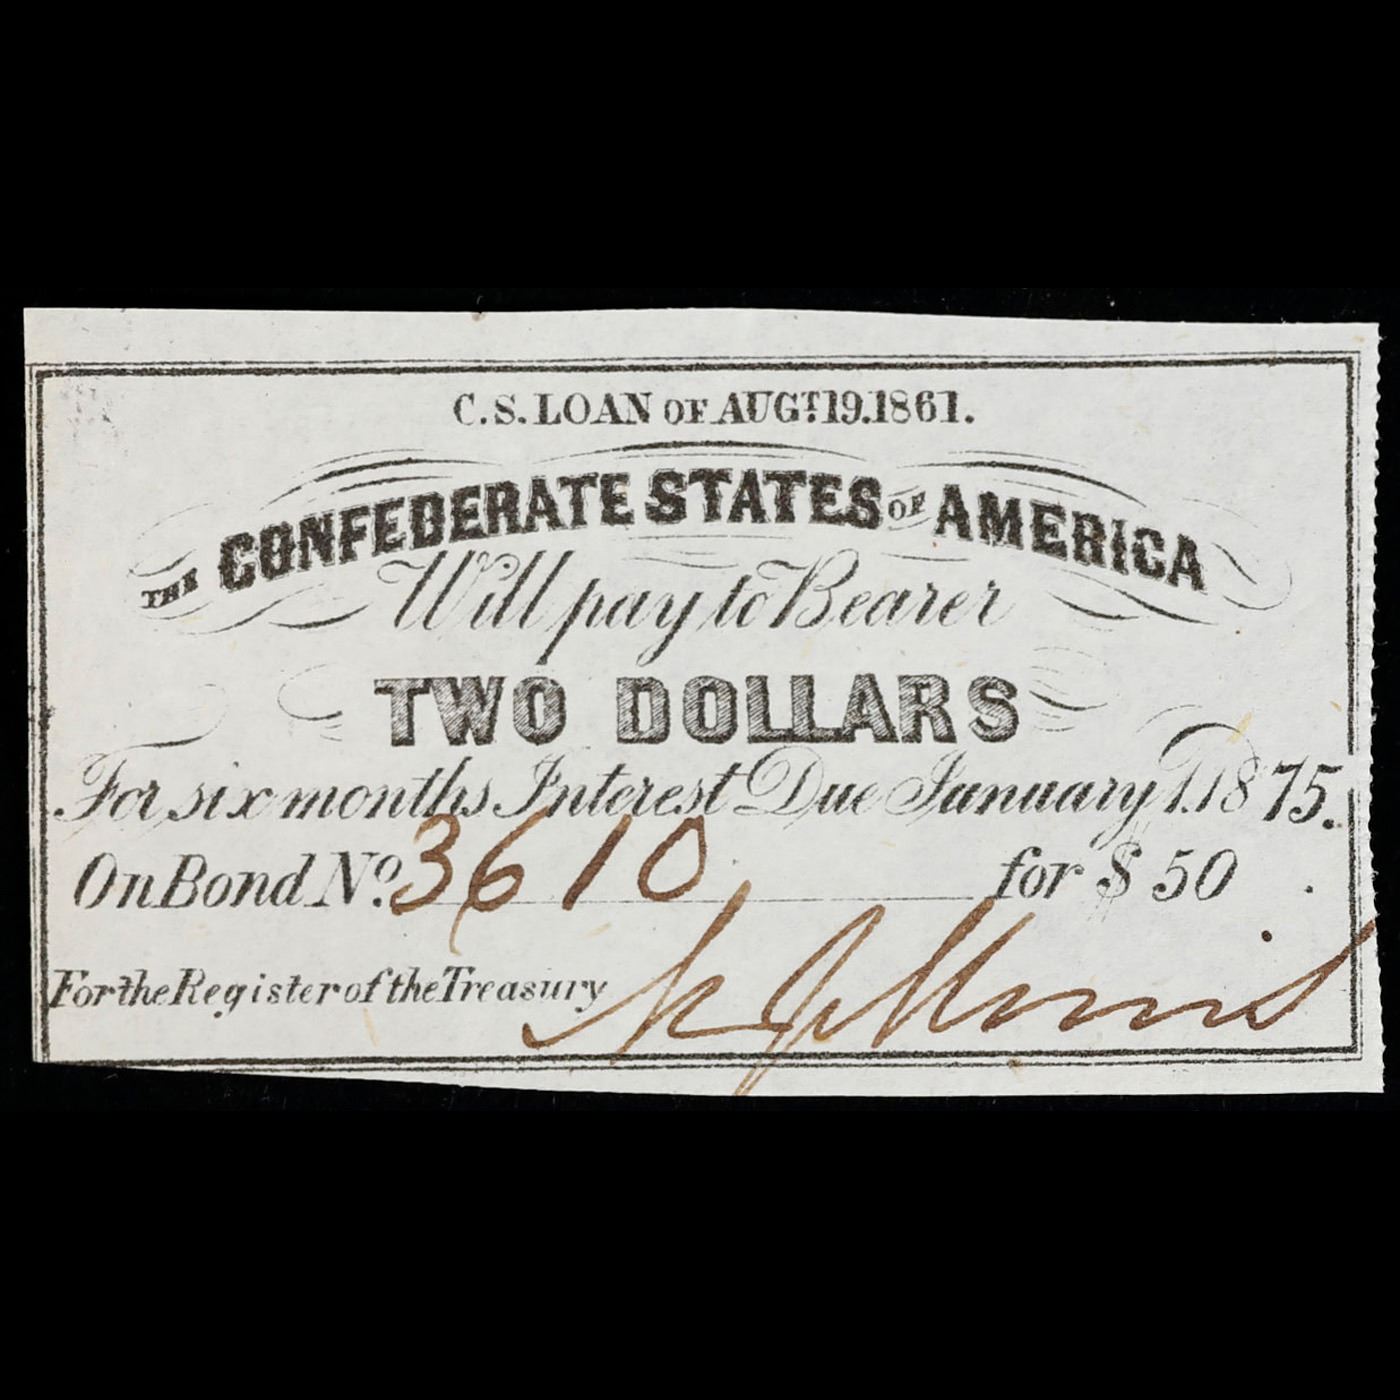 C.S. LOAN OF AUGT. 19. 1861.
THE CONFEDERATE STATES OF AMERICA
Will pay to Bearer
TWO DOLLARS
For six months Interest Due January 1. 1875.
On Bond No. 3610 for $50.
For the Register of the Treasury